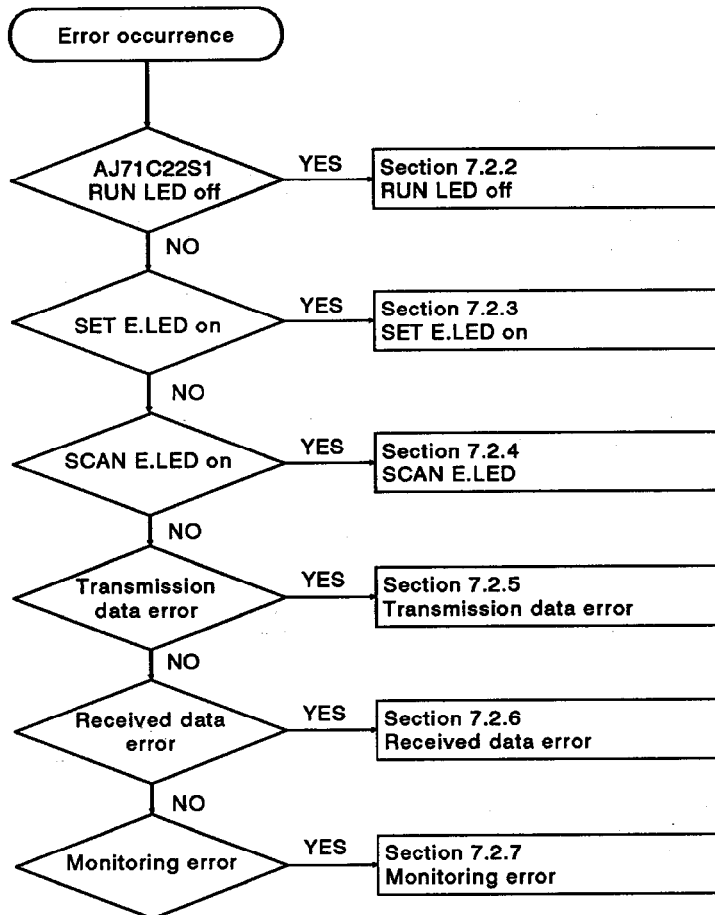 Error occurrence
AJ71C22S1
RUN LED off
YES
Section 7.2.2
RUN LED off
NO
SET E.LED on
YES
Section 7.2.3
SET E.LED on
NO
SCAN E.LED on
YES
Section 7.2.4
SCAN E.LED
NO
Transmission
data error
YES
Section 7.2.5
Transmission data error
NO
Received data
error
YES
Section 7.2.6
Received data error
NO
Monitoring error
YES
Section 7.2.7
Monitoring error